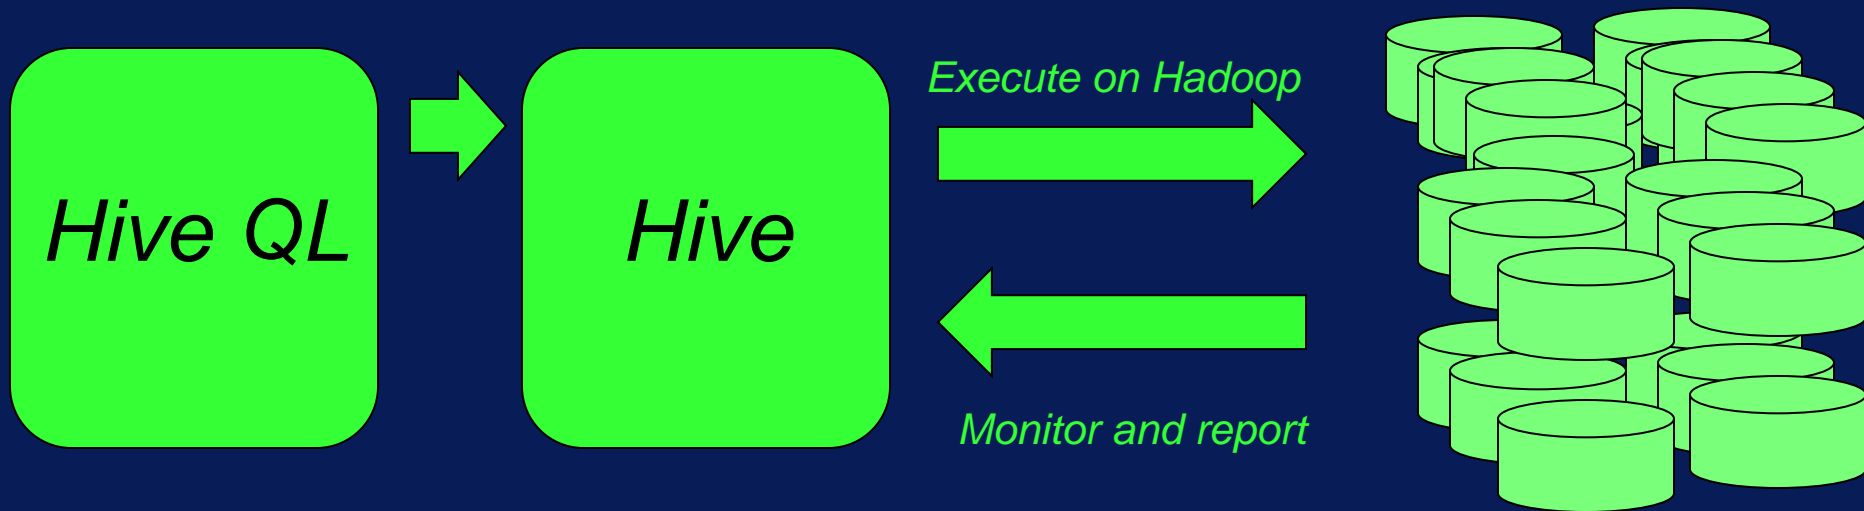 Hive QL
Hive
Execute on Hadoop
Monitor and report